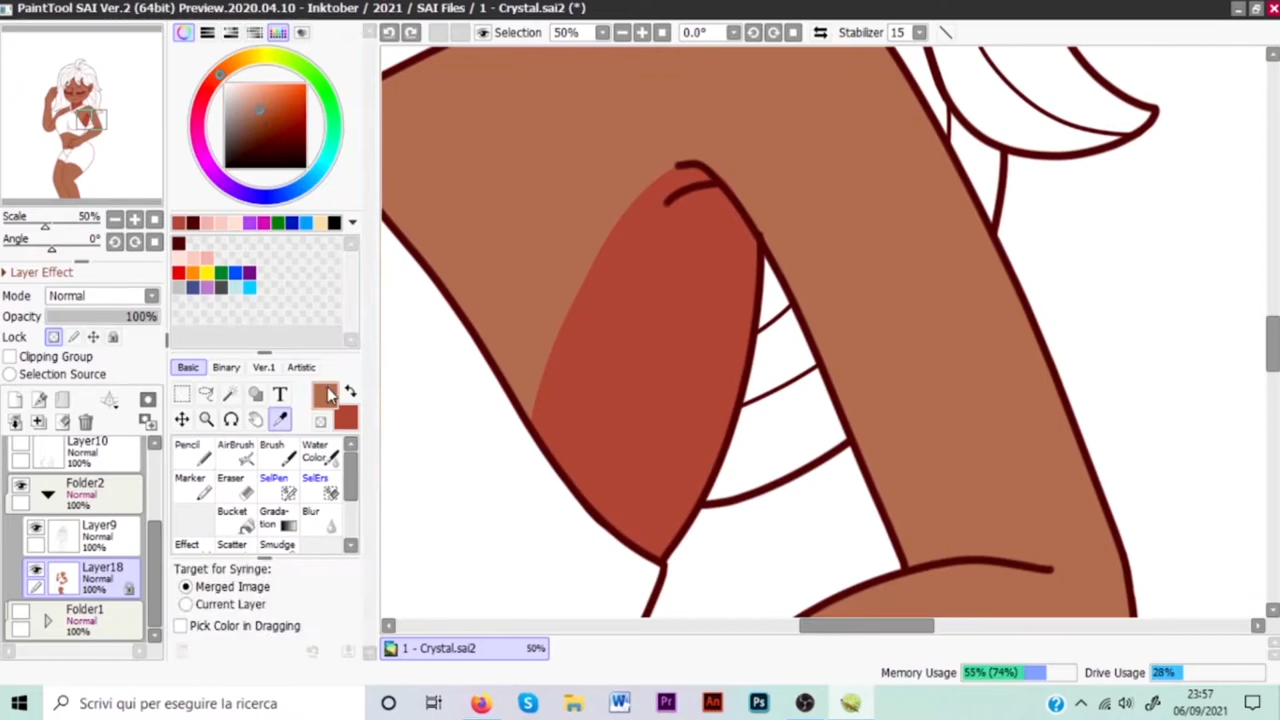 PaintTool SAI Ver.2 (64bit) Preview.2020.04.10 - Inktober / 2021 / SAI Files / 1 - Crystal.sai2 (*)
Selection 50% 0.0° Stabilizer 15
Scale 50%
Angle 0°
Layer Effect
Mode Normal
Opacity 100%
Lock
Clipping Group
Selection Source
Layer10
Normal
100%
Folder2
Normal
100%
Layer9
Normal
100%
Layer18
Normal
100%
Folder1
Normal
100%
Basic Binary Ver.1 Artistic
T
Pencil AirBrush Brush Water
Color
Marker Eraser SelPen SelErs
Bucket Grada-
tion Blur
Effect Scatter Smudge
Target for Syringe:
Merged Image
Current Layer
Pick Color in Dragging
1 - Crystal.sai2 50%
Memory Usage 55% (74%) Drive Usage 28%
Scrivi qui per eseguire la ricerca
W Pr An Ps
23:57
06/09/2021